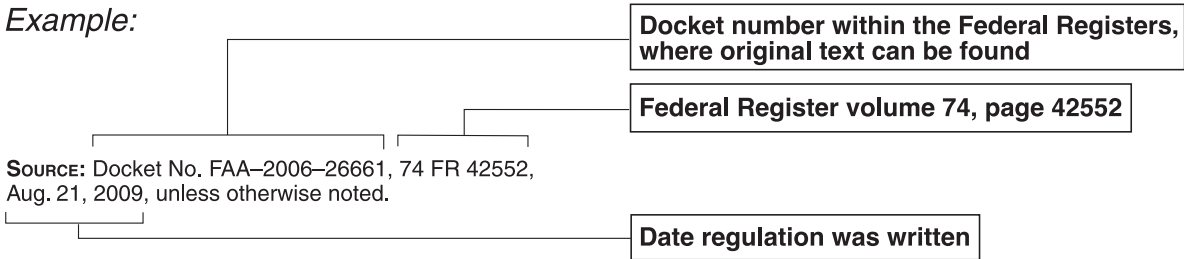 Example:
Docket number within the Federal Registers,
where original text can be found
Federal Register volume 74, page 42552
SOURCE: Docket No. FAA–2006–26661, 74 FR 42552,
Aug. 21, 2009, unless otherwise noted.
Date regulation was written